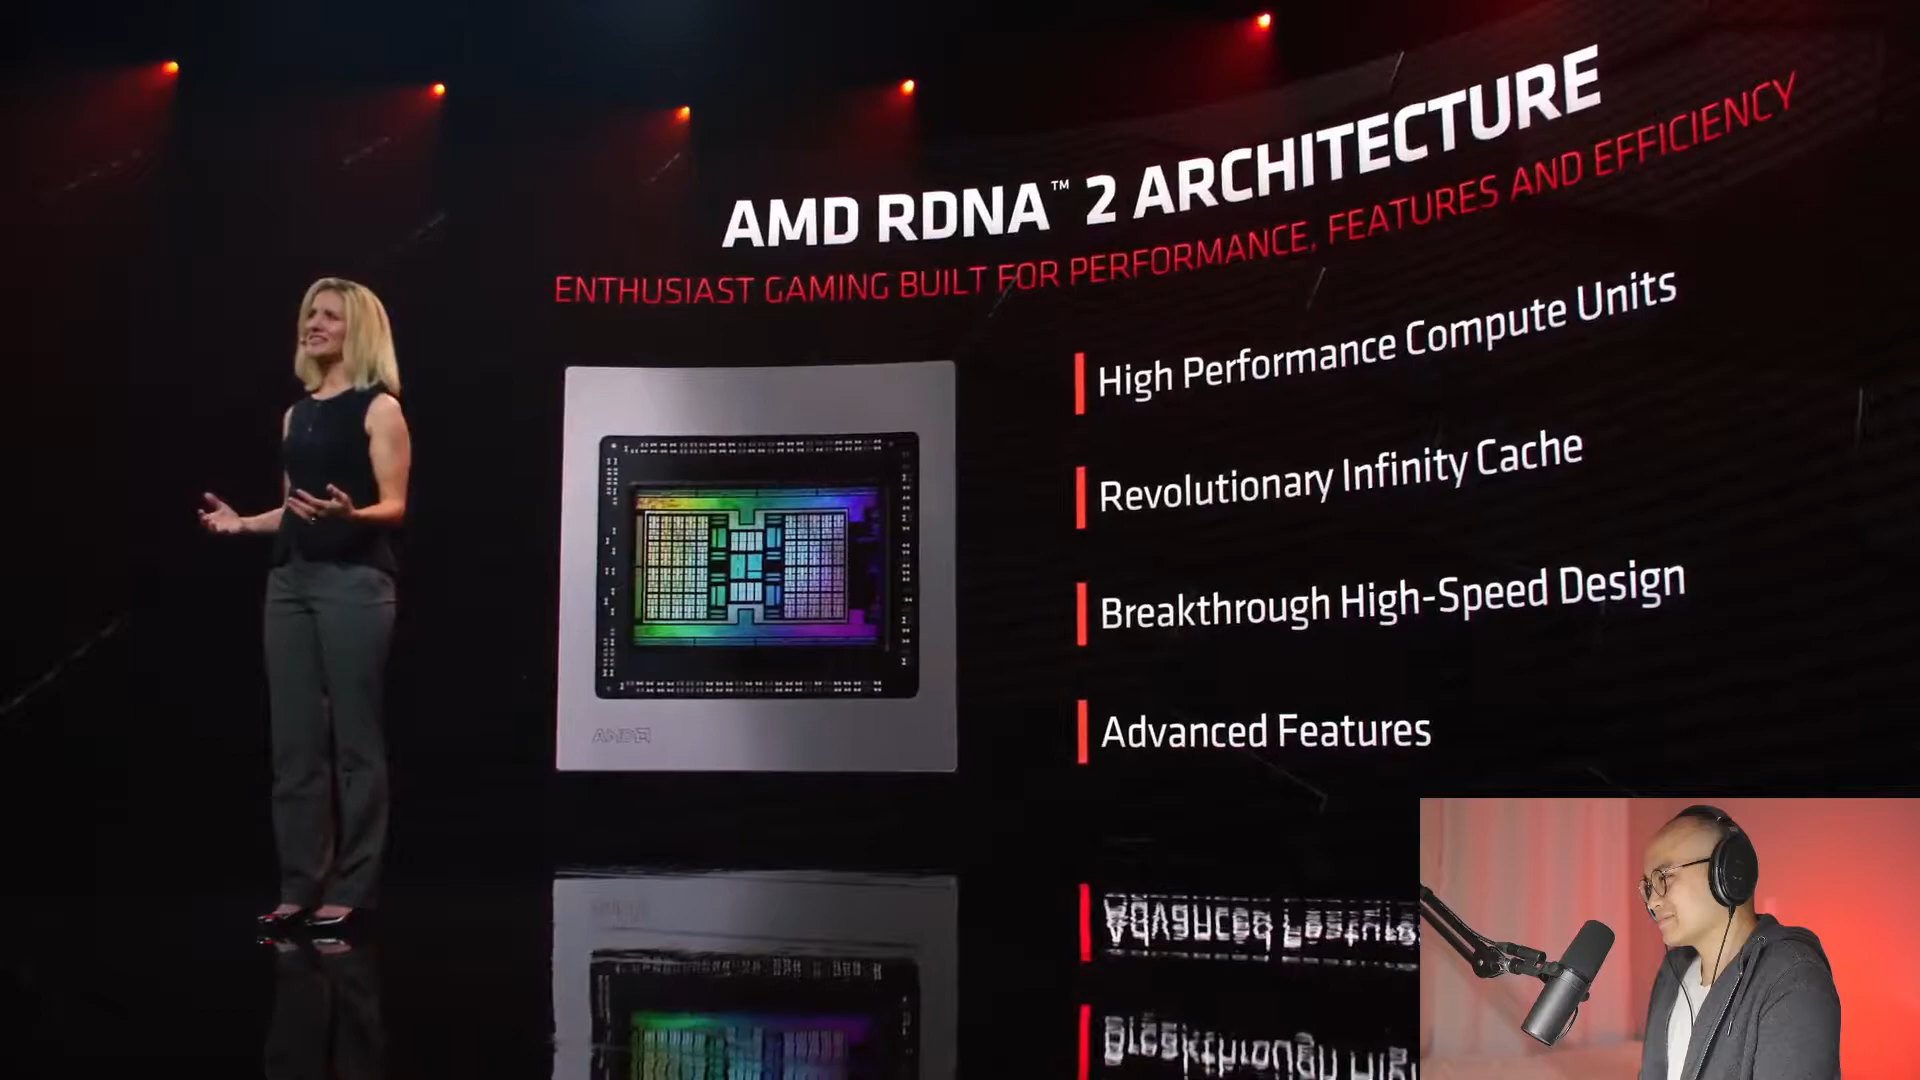 AMD RDNA™ 2 ARCHITECTURE
ENTHUSIAST GAMING BUILT FOR PERFORMANCE, FEATURES AND EFFICIENCY
High Performance Compute Units
Revolutionary Infinity Cache
Breakthrough High-Speed Design
Advanced Features
AMD